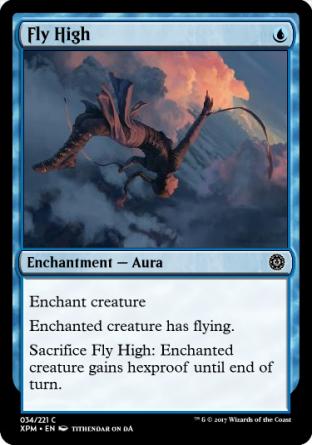 Fly High
Enchantment — Aura
Enchant creature
Enchanted creature has flying.
Sacrifice Fly High: Enchanted
creature gains hexproof until end of
turn.
034/221 C
XPM • EN TITHENDAR ON DA
™ & © 2017 Wizards of the Coast